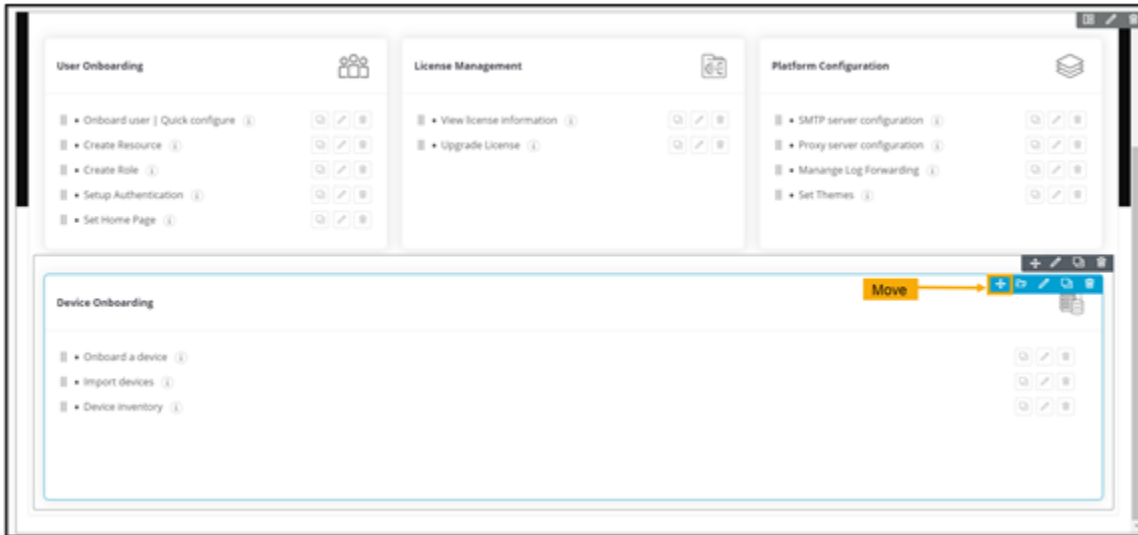 User Onboarding
• Onboard user | Quick configure
• Create Resource
• Create Role
• Setup Authentication
• Set Home Page
License Management
• View license information
• Upgrade License
Platform Configuration
• SMTP server configuration
• Proxy server configuration
• Manange Log Forwarding
• Set Themes
Move
Device Onboarding
• Onboard a device
• Import devices
• Device inventory